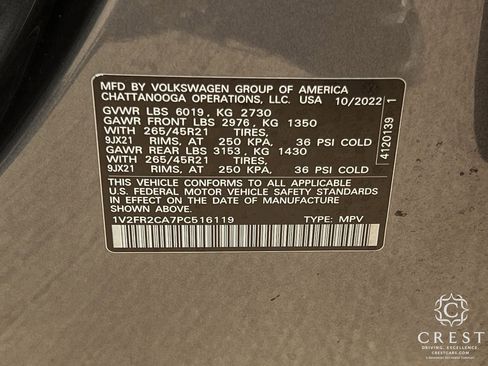 MFD BY VOLKSWAGEN GROUP OF AMERICA
CHATTANOOGA OPERATIONS, LLC. USA 10/2022
GVWR LBS 6019, KG 2730
GAWR FRONT LBS 2976, KG 1350
WITH 265/45R21 TIRES,
9JX21 RIMS, AT 250 KPA, 36 PSI COLD
GAWR REAR LBS 3153, KG 1430
WITH 265/45R21 TIRES,
9JX21 RIMS, AT 250 KPA, 36 PSI COLD
THIS VEHICLE CONFORMS TO ALL APPLICABLE
U.S. FEDERAL MOTOR VEHICLE SAFETY STANDARDS
IN EFFECT ON THE DATE OF MANUFACTURE
SHOWN ABOVE.
1V2FR2CA7PC516119 TYPE: MPV
4120139 1
CREST
DRIVING. EXCELLENCE.
CRESTCARS.COM